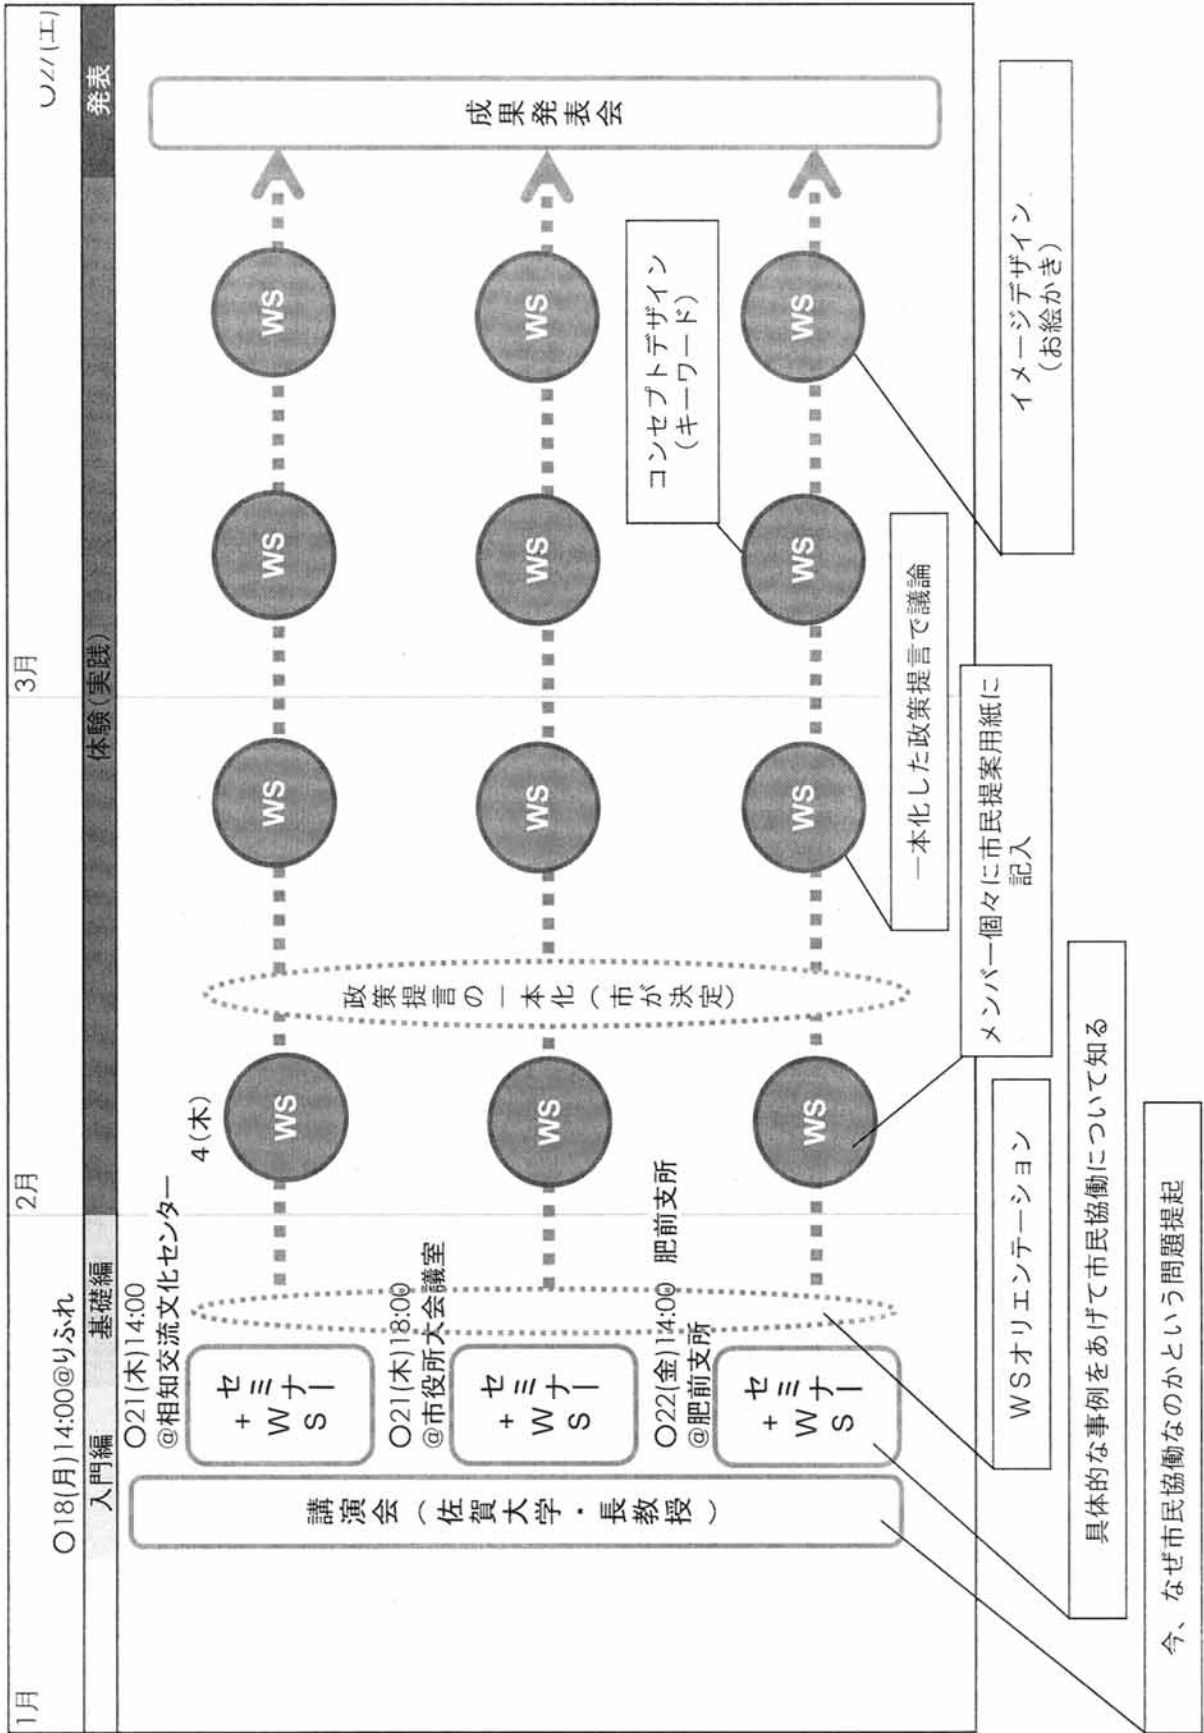 1月
2月
3月
○18(月)14:00@りふれ
入門編
基礎編
体験(実践)
発表
講演会（佐賀大学・長教授）
○21(木)14:00
@相知交流文化センター
セミナー
+WS
○21(木)18:00
@市役所大会議室
セミナー
+WS
○22(金)14:00 肥前支所
@肥前支所
セミナー
+WS
4(木)
WS
WS
WS
政策提言の一本化（市が決定）
WS
WS
WS
WS
WS
WS
WS
WS
WS
成果発表会
コンセプトデザイン
(キーワード)
イメージデザイン
(お絵かき)
一本化した政策提言で議論
メンバー個々に市民提案用紙に
記入
WSオリエンテーション
具体的な事例をあげて市民協働について知る
今、なぜ市民協働なのかという問題提起